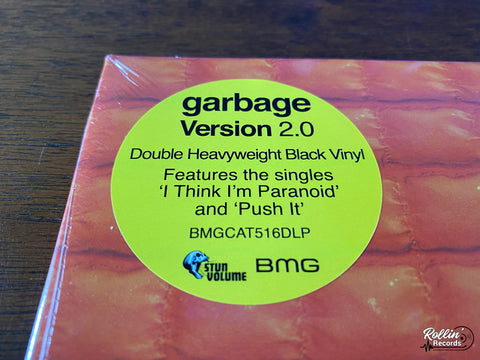 garbage
Version 2.0
Double Heavyweight Black Vinyl
Features the singles
‘I Think I’m Paranoid’
and ‘Push It’
BMGCAT516DLP
STUN
VOLUME
BMG
Rollin’
Records